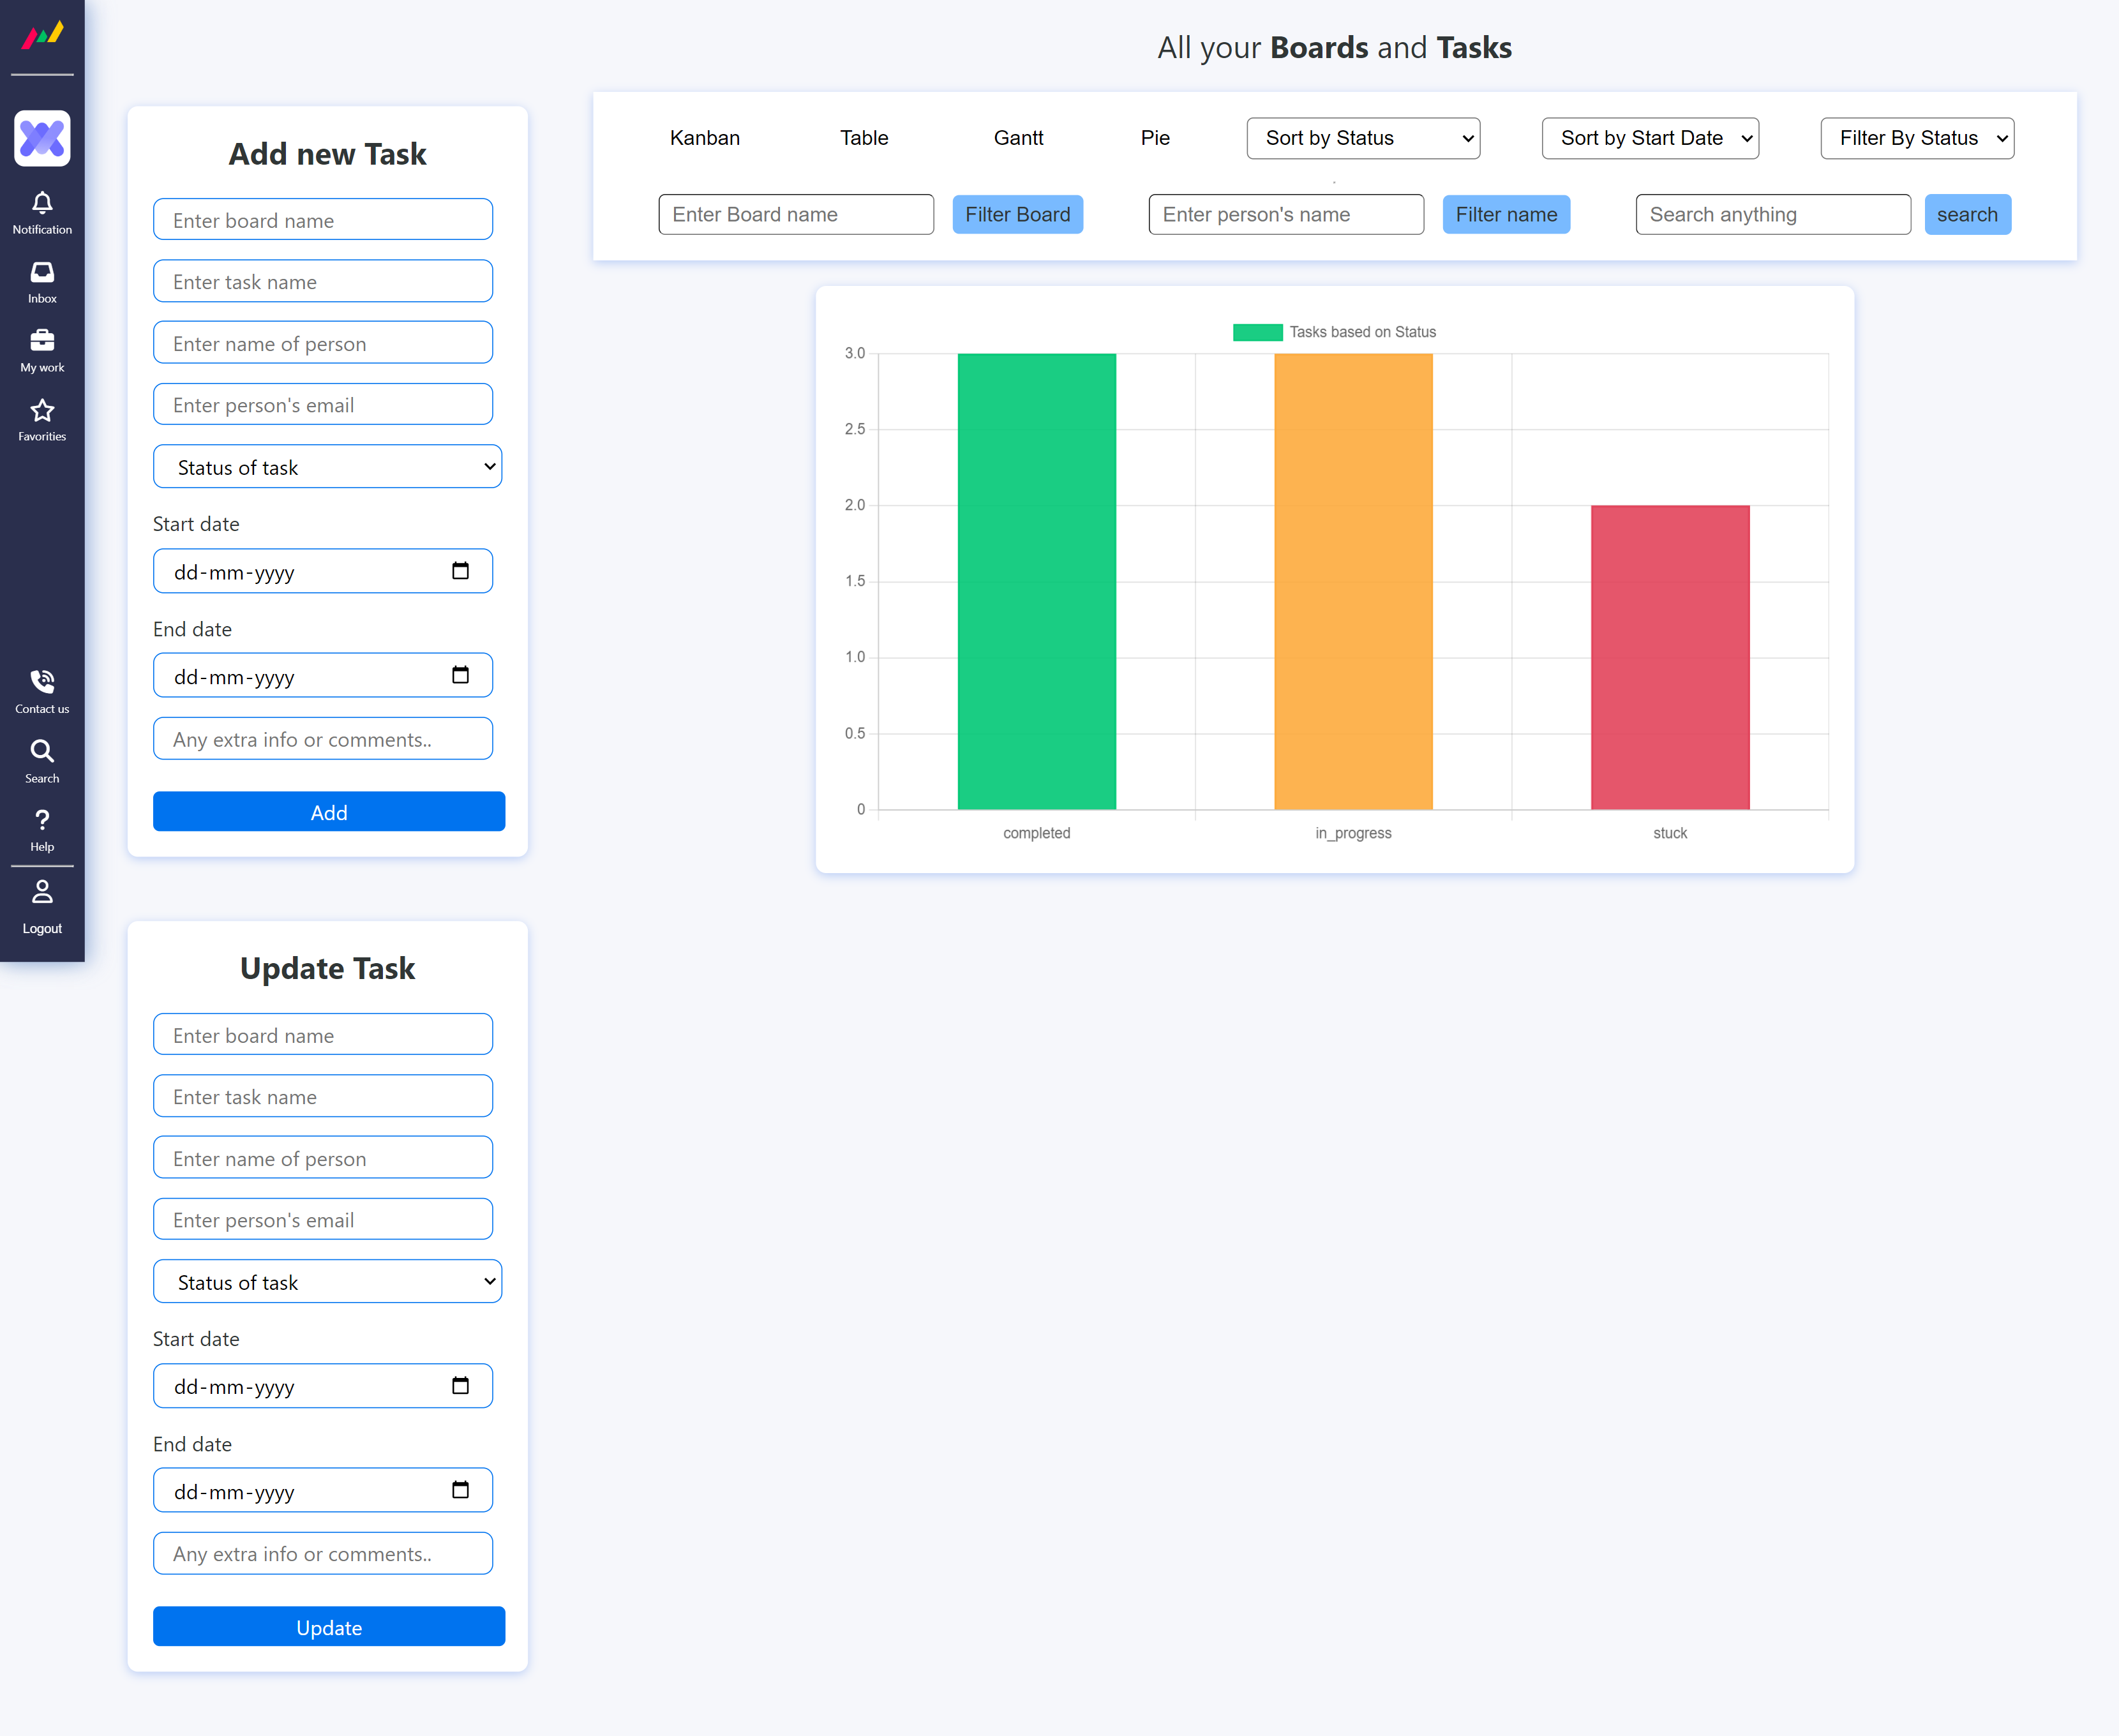 Notification
Inbox
My work
Favorities
Contact us
Search
Help
Logout
Add new Task
Enter board name
Enter task name
Enter name of person
Enter person's email
Status of task
Start date
dd-mm-yyyy
End date
dd-mm-yyyy
Any extra info or comments..
Add
Update Task
Enter board name
Enter task name
Enter name of person
Enter person's email
Status of task
Start date
dd-mm-yyyy
End date
dd-mm-yyyy
Any extra info or comments..
Update
All your Boards and Tasks
Kanban Table Gantt Pie Sort by Status Sort by Start Date Filter By Status
Enter Board name Filter Board Enter person's name Filter name Search anything search
Tasks based on Status
3.0
2.5
2.0
1.5
1.0
0.5
0
completed in_progress stuck